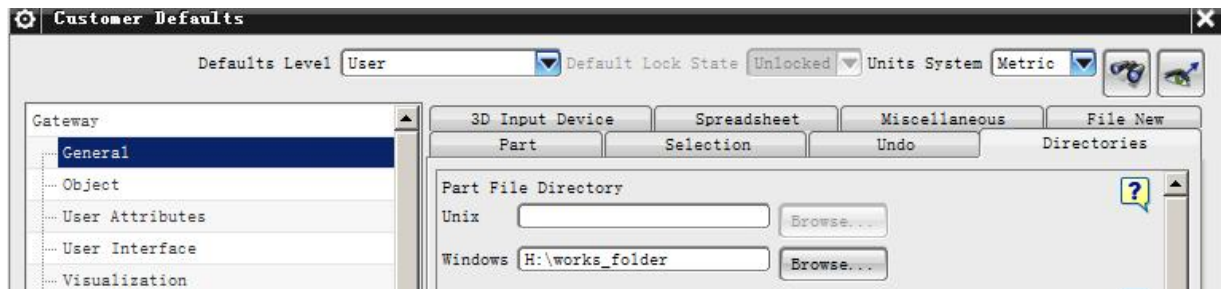 Customer Defaults
Defaults Level User Default Lock State Unlocked Units System Metric
Gateway
General
Object
User Attributes
User Interface
Visualization
3D Input Device Spreadsheet Miscellaneous File New
Part Selection Undo Directories
Part File Directory
Unix Browse...
Windows H:\works_folder Browse...